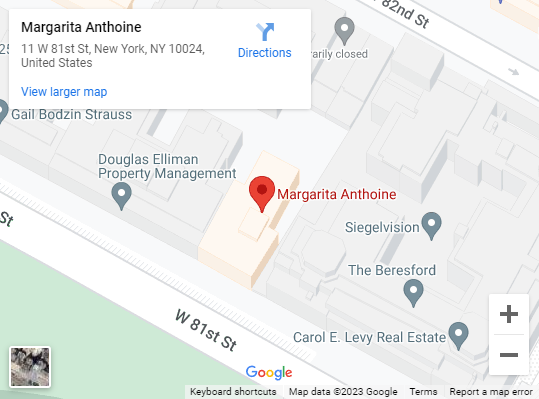 Margarita Anthoine
11 W 81st St, New York, NY 10024,
United States
Directions
View larger map
82nd St
arily closed
Gail Bodzin Strauss
Douglas Elliman
Property Management
Margarita Anthoine
St
Siegelvision
The Beresford
W 81st St
Carol E. Levy Real Estate
Google
Keyboard shortcuts
Map data ©2023 Google
Terms
Report a map error